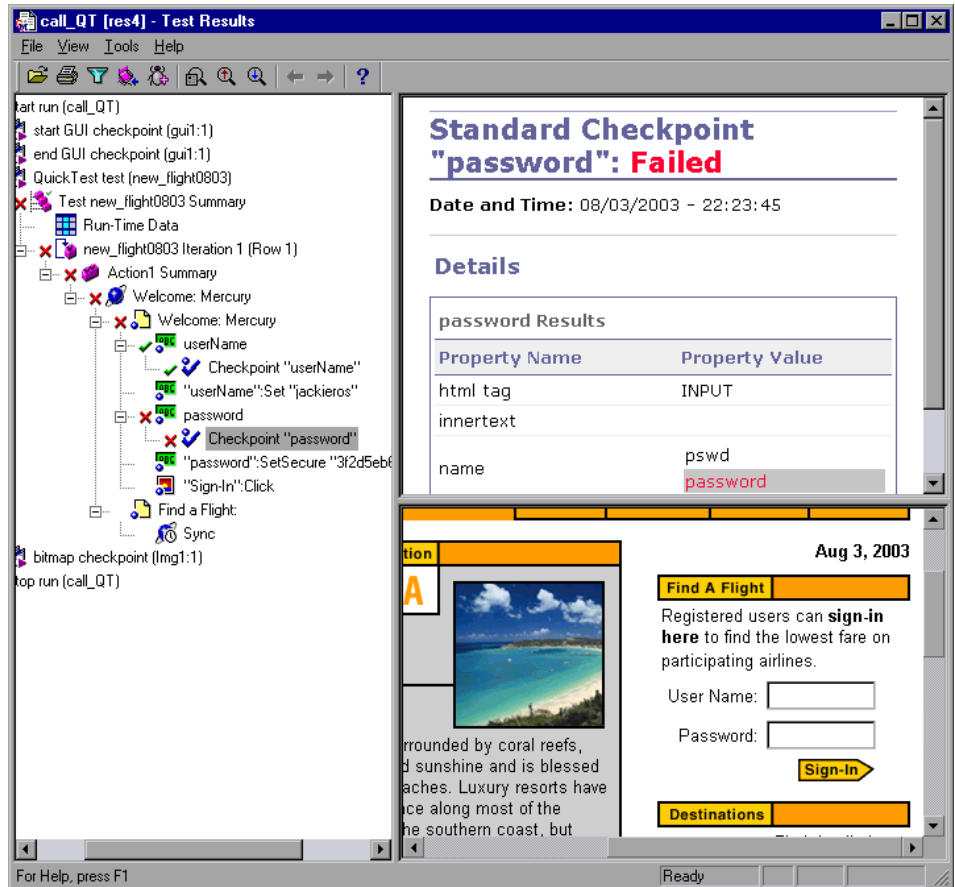 call_QT [res4] - Test Results
File View Tools Help
tart run (call_QT)
start GUI checkpoint (gui1:1)
end GUI checkpoint (gui1:1)
QuickTest test (new_flight0803)
Test new_flight0803 Summary
Run-Time Data
new_flight0803 Iteration 1 (Row 1)
Action1 Summary
Welcome: Mercury
Welcome: Mercury
userName
Checkpoint "userName"
"userName":Set "jackieros"
password
Checkpoint "password"
"password":SetSecure "3f2d5eb6
"Sign-In":Click
Find a Flight:
Sync
bitmap checkpoint (Img1:1)
top run (call_QT)
Standard Checkpoint
"password": Failed
Date and Time: 08/03/2003 - 22:23:45
Details
password Results
Property Name Property Value
html tag INPUT
innertext
name pswd
password
tion
A
rrounded by coral reefs,
d sunshine and is blessed
aches. Luxury resorts have
ce along most of the
he southern coast, but
Aug 3, 2003
Find A Flight
Registered users can sign-in
here to find the lowest fare on
participating airlines.
User Name:
Password:
Sign-In
Destinations
For Help, press F1
Ready